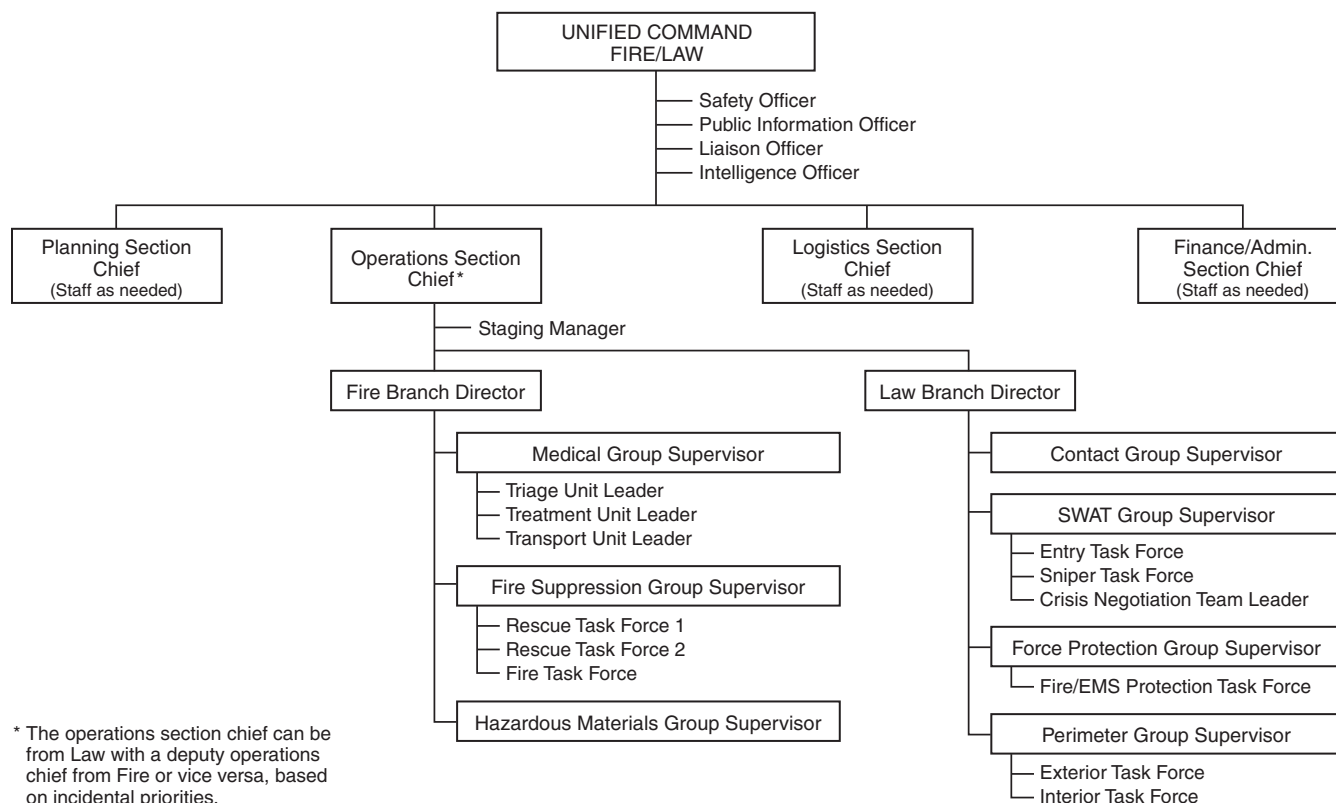 UNIFIED COMMAND
FIRE/LAW
Safety Officer
Public Information Officer
Liaison Officer
Intelligence Officer
Planning Section
Chief
(Staff as needed)
Operations Section
Chief*
Logistics Section
Chief
(Staff as needed)
Finance/Admin.
Section Chief
(Staff as needed)
Staging Manager
Fire Branch Director
Medical Group Supervisor
Triage Unit Leader
Treatment Unit Leader
Transport Unit Leader
Fire Suppression Group Supervisor
Rescue Task Force 1
Rescue Task Force 2
Fire Task Force
Hazardous Materials Group Supervisor
Law Branch Director
Contact Group Supervisor
SWAT Group Supervisor
Entry Task Force
Sniper Task Force
Crisis Negotiation Team Leader
Force Protection Group Supervisor
Fire/EMS Protection Task Force
Perimeter Group Supervisor
Exterior Task Force
Interior Task Force
* The operations section chief can be
from Law with a deputy operations
chief from Fire or vice versa, based
on incidental priorities.